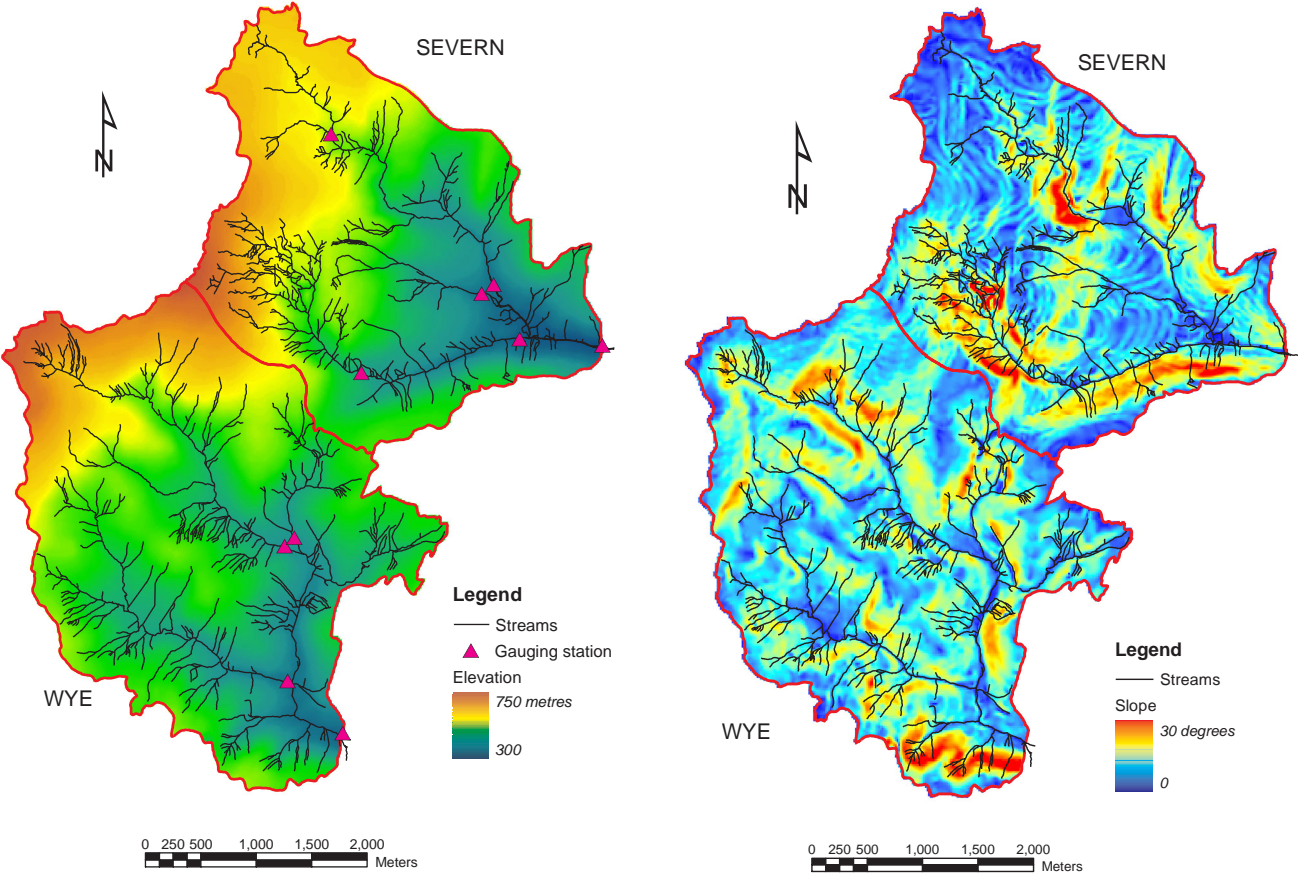 SEVERN
N
Legend
Streams
Gauging station
Elevation
750 metres
300
WYE
0 250 500 1,000 1,500 2,000
Meters
SEVERN
N
Legend
Streams
Slope
30 degrees
0
WYE
0 250 500 1,000 1,500 2,000
Meters